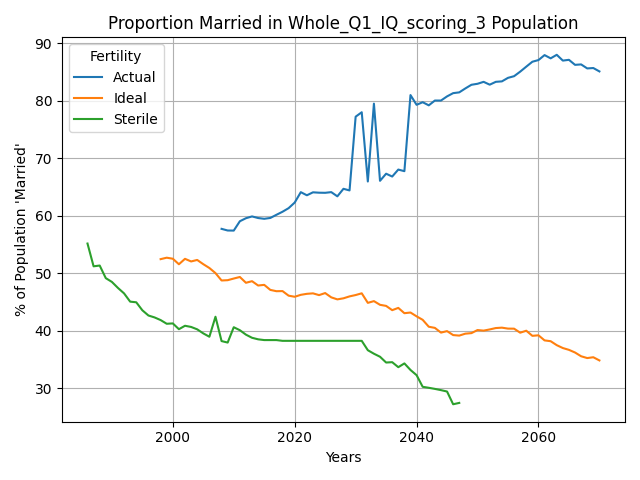 Proportion Married in Whole_Q1_IQ_scoring_3 Population
Fertility
Actual
Ideal
Sterile
% of Population 'Married'
90
80
70
60
50
40
30
2000
2020
2040
2060
Years